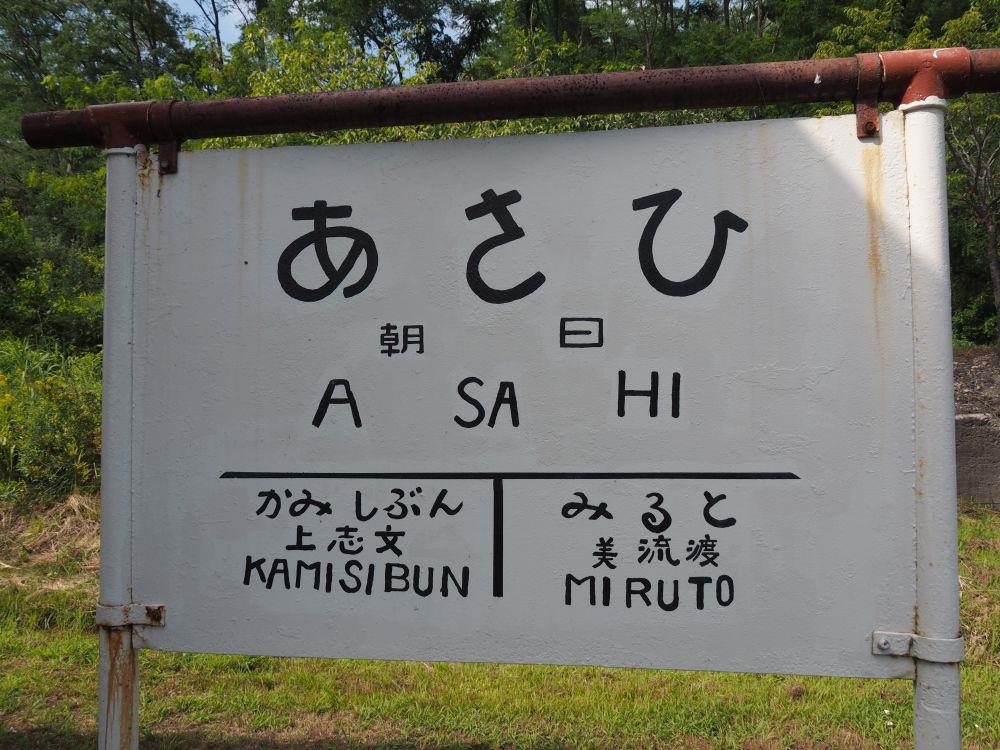 あさひ
朝日
ASAHI
かみしぶん みると
上志文 美流渡
KAMISIBUN MIRUTO